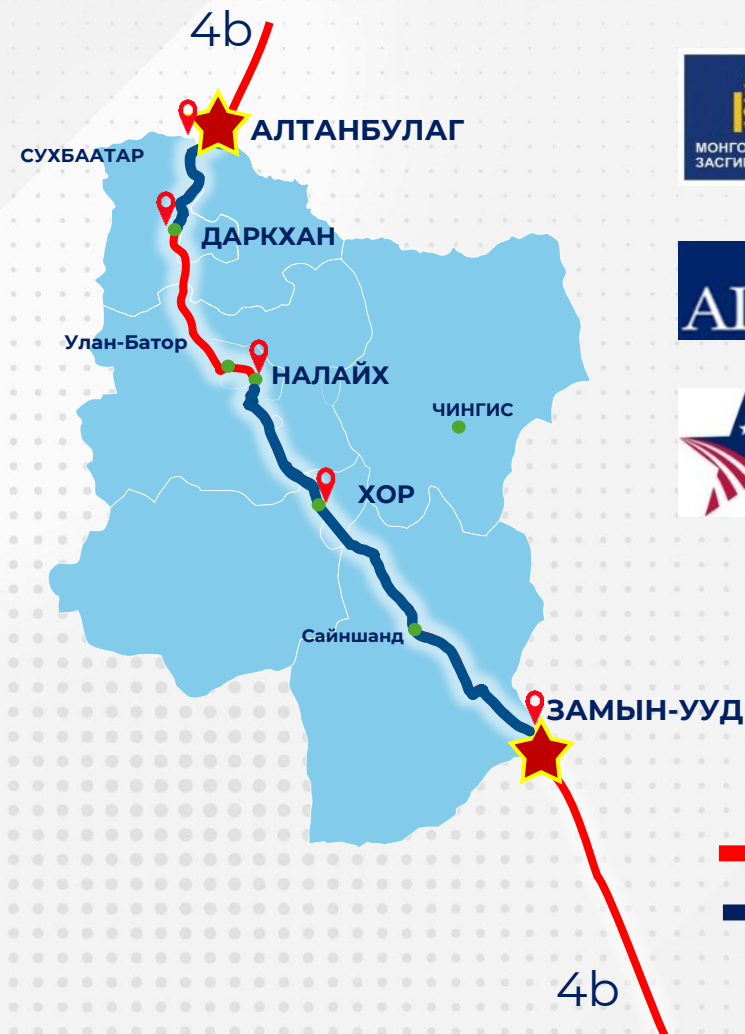 4b
АЛТАНБУЛАГ
СУХБААТАР
ДАРКХАН
Улан-Батор
НАЛАЙХ
ЧИНГИС
ХОР
Сайншанд
ЗАМЫН-УУД
4b